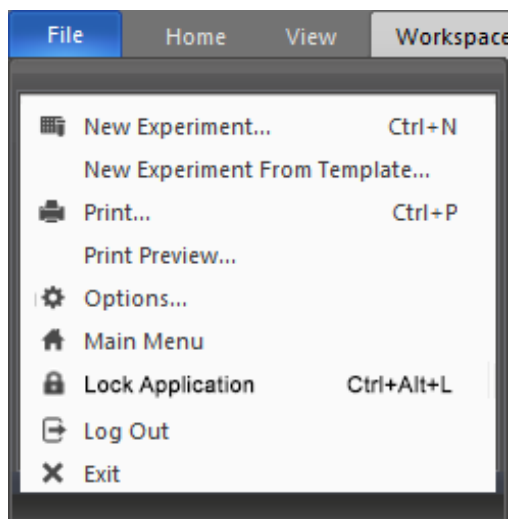 File Home View Workspace
New Experiment... Ctrl+N
New Experiment From Template...
Print... Ctrl+P
Print Preview...
Options...
Main Menu
Lock Application Ctrl+Alt+L
Log Out
Exit